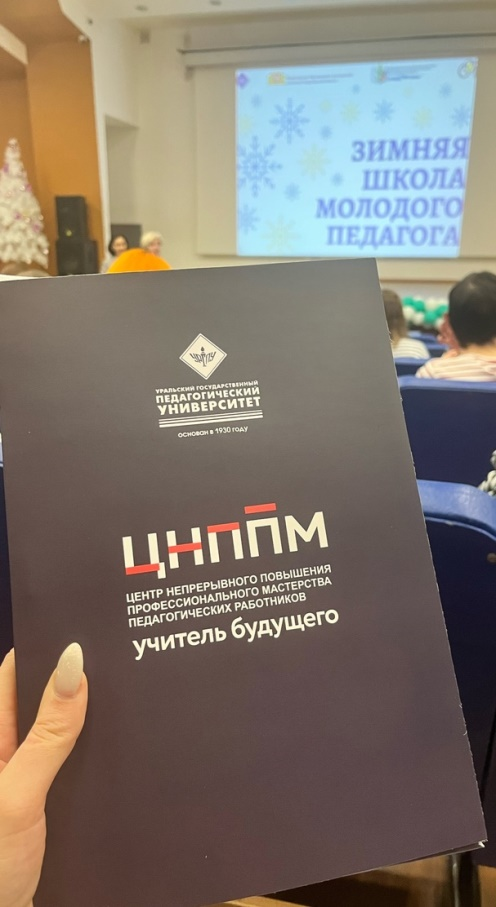 ЗИМНЯЯ
ШКОЛА
МОЛОДОГО
ПЕДАГОГА
УрГПУ
УРАЛЬСКИЙ ГОСУДАРСТВЕННЫЙ
ПЕДАГОГИЧЕСКИЙ
УНИВЕРСИТЕТ
ОСНОВАН В 1930 ГОДУ
ЦНППМ
ЦЕНТР НЕПРЕРЫВНОГО ПОВЫШЕНИЯ
ПРОФЕССИОНАЛЬНОГО МАСТЕРСТВА
ПЕДАГОГИЧЕСКИХ РАБОТНИКОВ
учитель будущего